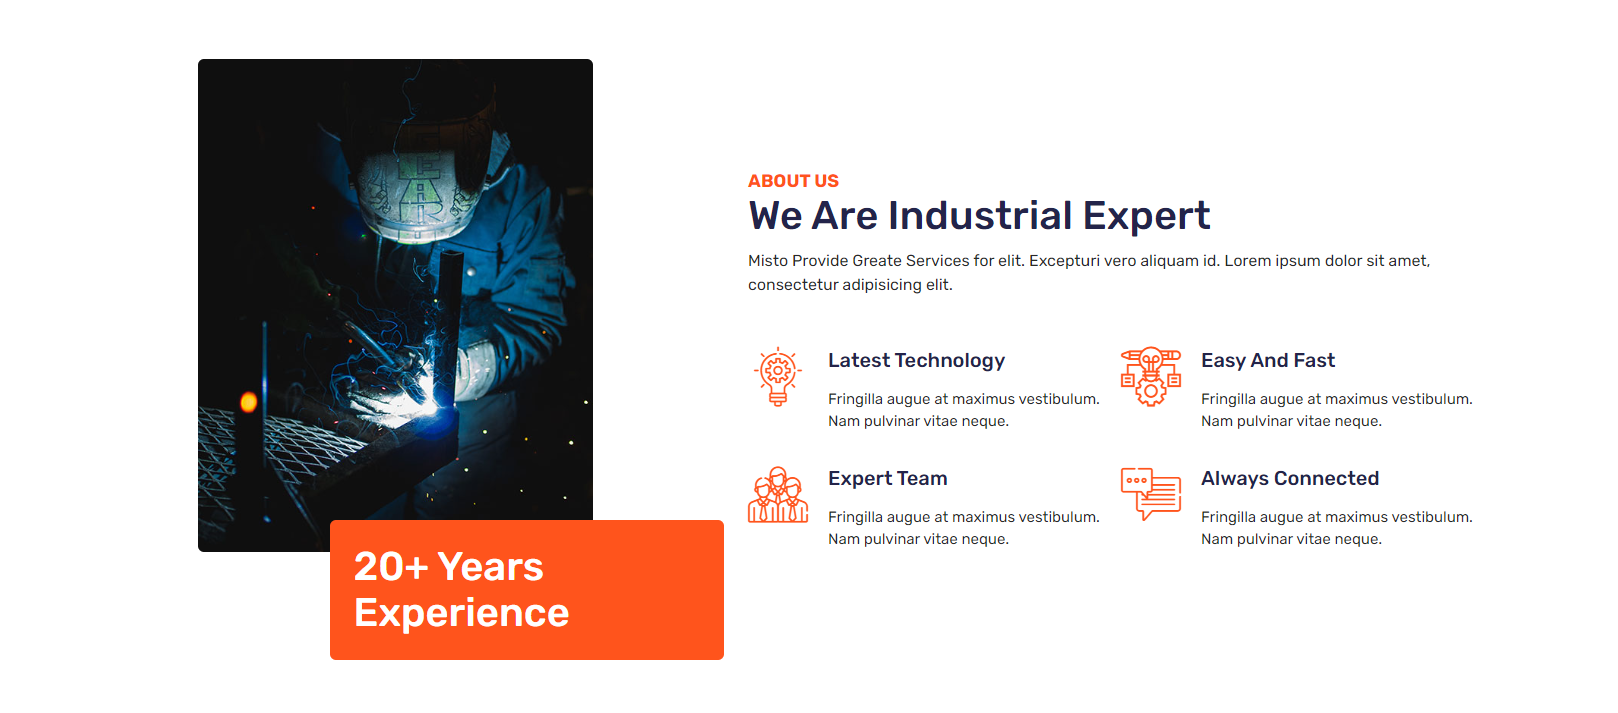 ABOUT US
We Are Industrial Expert
Misto Provide Greate Services for elit. Excepturi vero aliquam id. Lorem ipsum dolor sit amet,
consectetur adipisicing elit.
Latest Technology
Fringilla augue at maximus vestibulum.
Nam pulvinar vitae neque.
Easy And Fast
Fringilla augue at maximus vestibulum.
Nam pulvinar vitae neque.
Expert Team
Fringilla augue at maximus vestibulum.
Nam pulvinar vitae neque.
Always Connected
Fringilla augue at maximus vestibulum.
Nam pulvinar vitae neque.
20+ Years
Experience